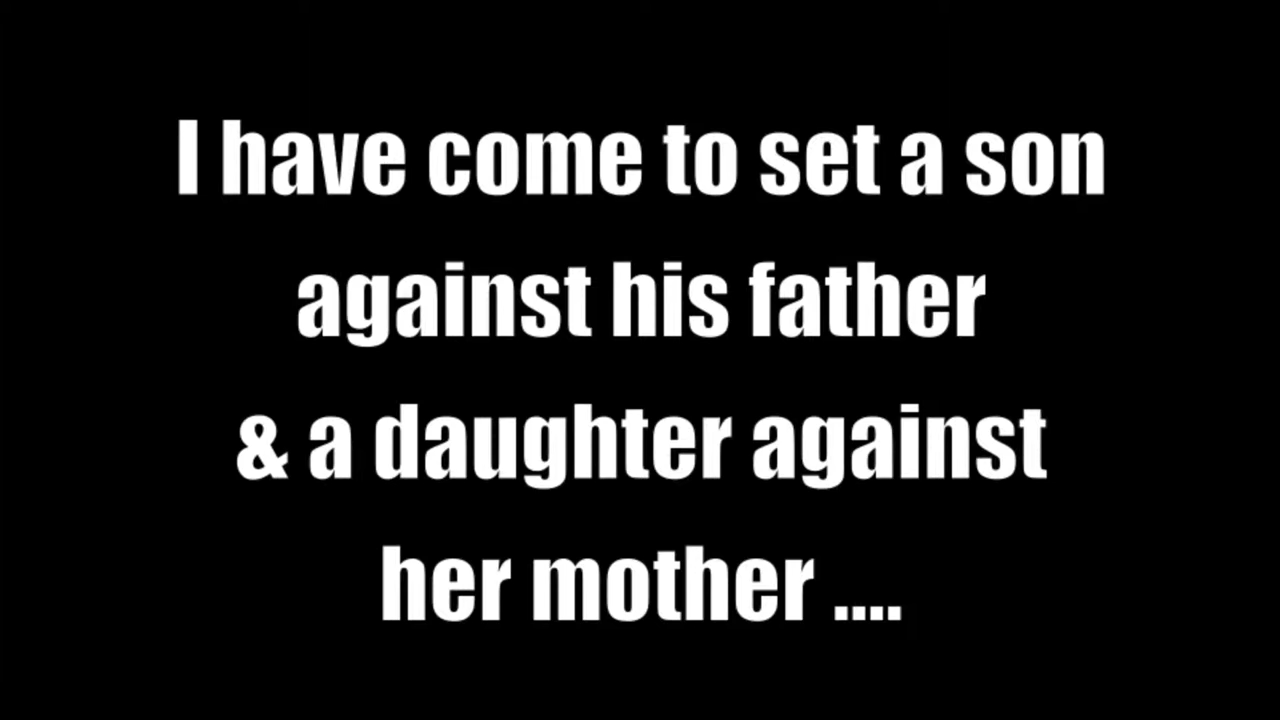 I have come to set a son
against his father
& a daughter against
her mother ....